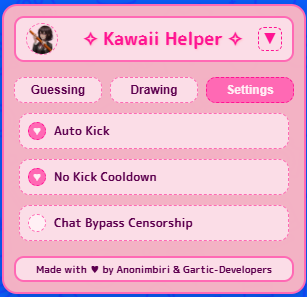 ✧ Kawaii Helper ✧
▼
Guessing Drawing Settings
Auto Kick
No Kick Cooldown
Chat Bypass Censorship
Made with ♥ by Anonimbiri & Gartic-Developers